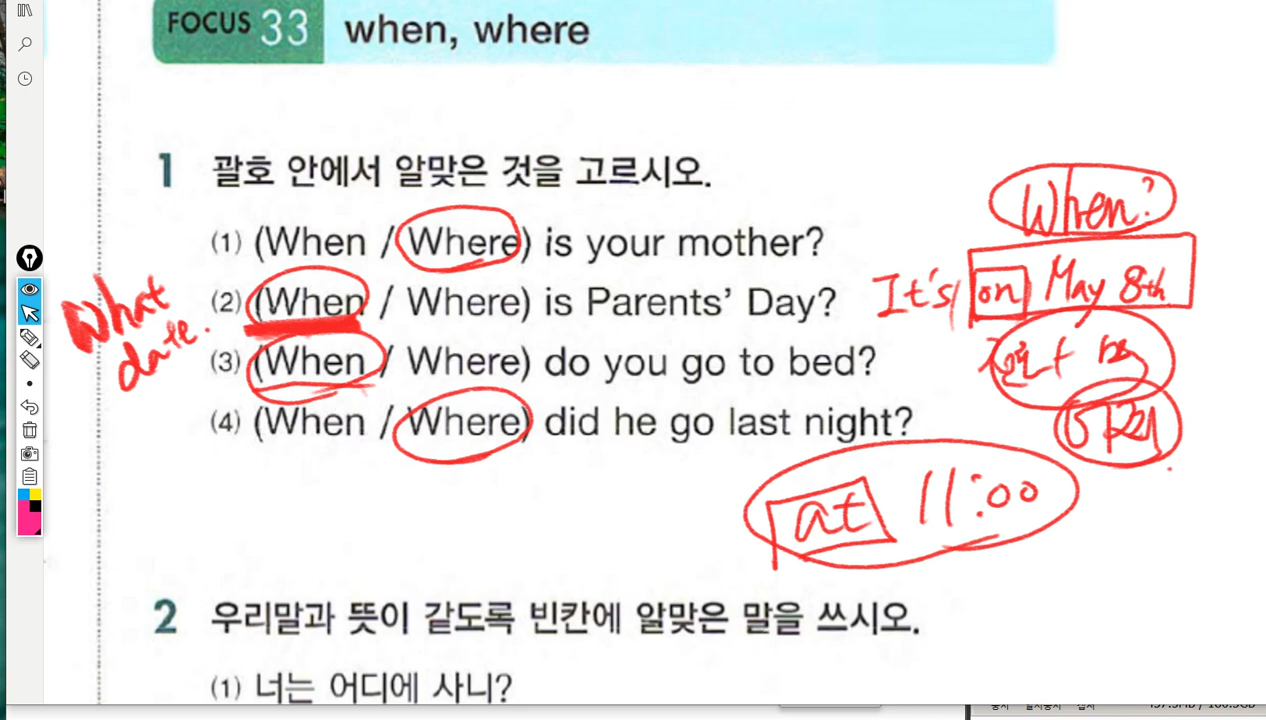 FOCUS 33 when, where
1 괄호 안에서 알맞은 것을 고르시오.
(1) (When / Where) is your mother?
(2) (When / Where) is Parents' Day?
(3) (When / Where) do you go to bed?
(4) (When / Where) did he go last night?
What
date.
When?
It's on May 8th
at 11:00
2 우리말과 뜻이 같도록 빈칸에 알맞은 말을 쓰시오.
(1) 너는 어디에 사니?